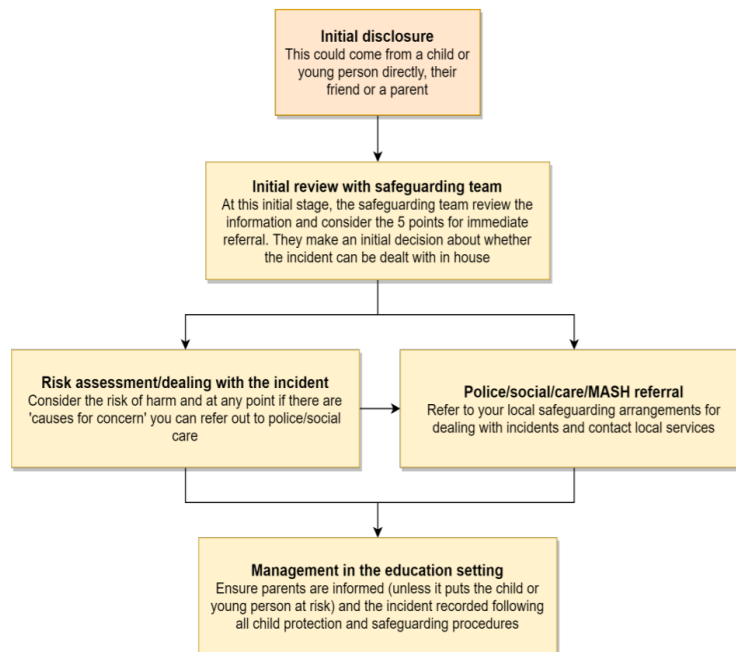 Initial disclosure
This could come from a child or
young person directly, their
friend or a parent
Initial review with safeguarding team
At this initial stage, the safeguarding team review the
information and consider the 5 points for immediate
referral. They make an initial decision about whether
the incident can be dealt with in house
Risk assessment/dealing with the incident
Consider the risk of harm and at any point if there are
'causes for concern' you can refer out to police/social
care
Police/social/care/MASH referral
Refer to your local safeguarding arrangements for
dealing with incidents and contact local services
Management in the education setting
Ensure parents are informed (unless it puts the child or
young person at risk) and the incident recorded following
all child protection and safeguarding procedures